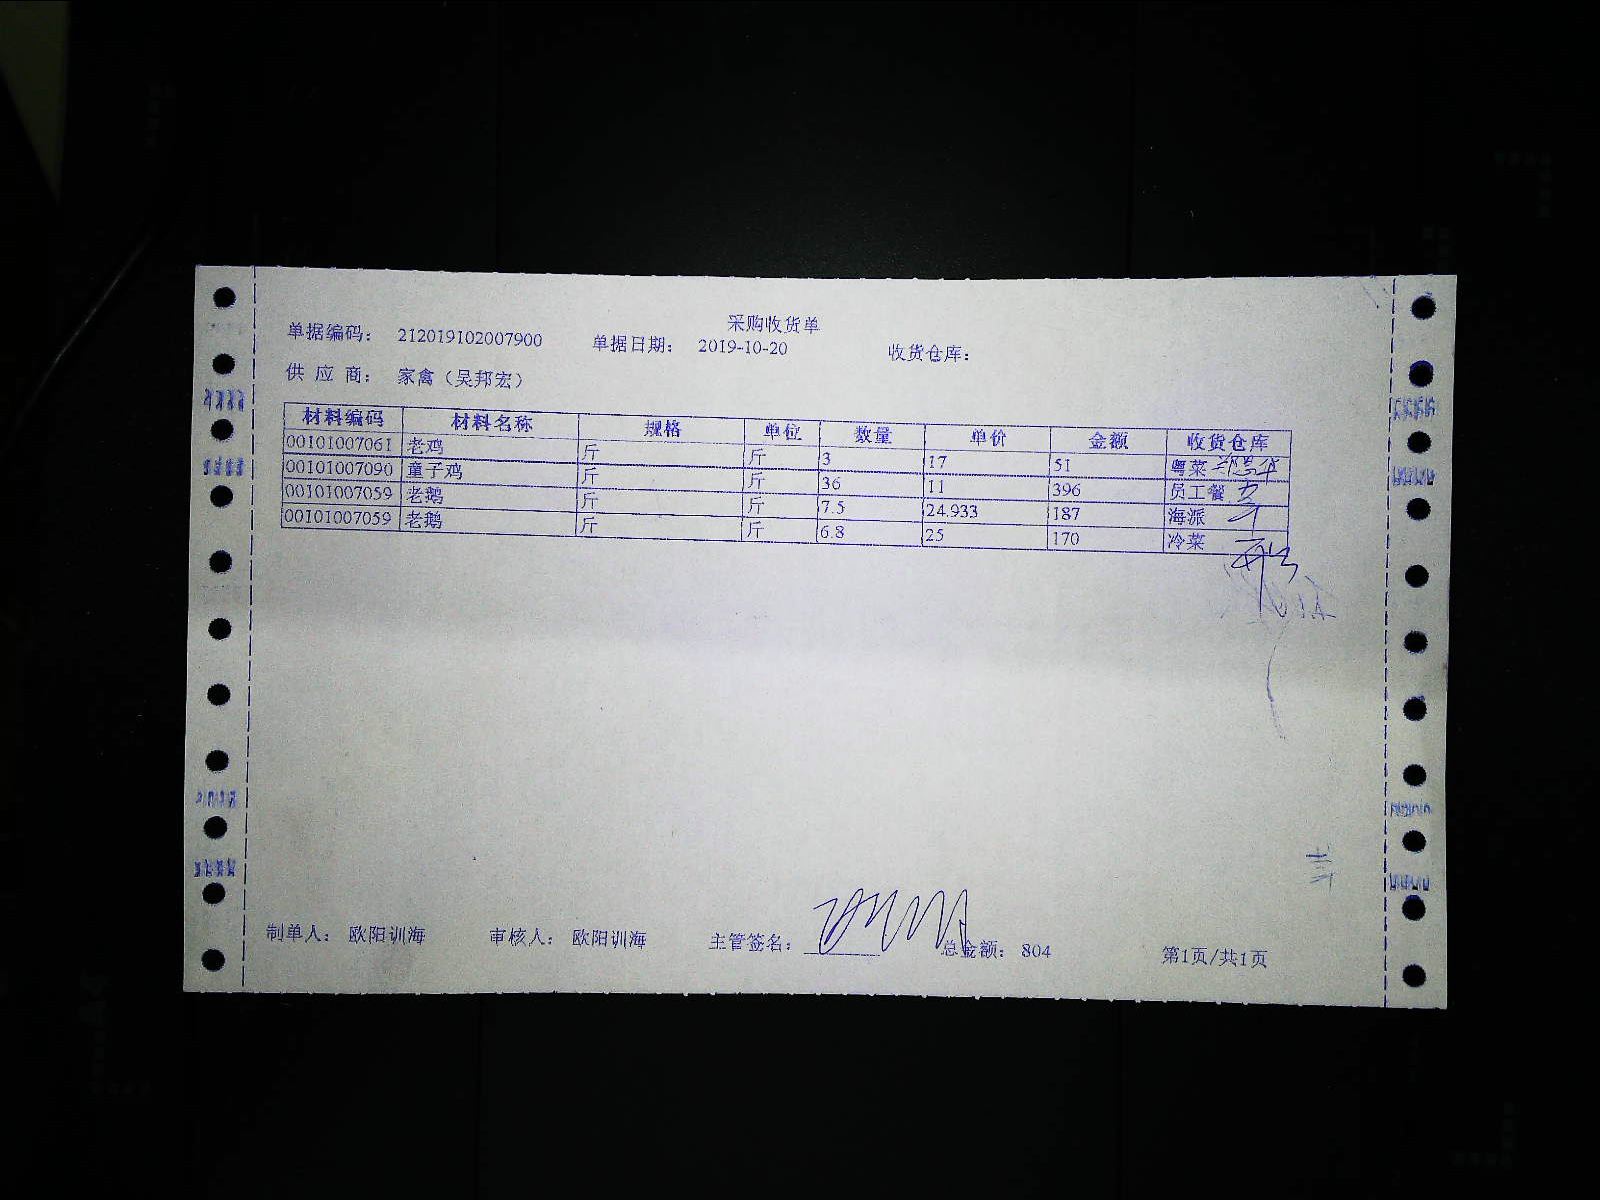 采购收货单
单据编码： 212019102007900 单据日期： 2019-10-20 收货仓库：
供 应 商： 家禽（吴邦宏）
材料编码 材料名称 规格 单位 数量 单价 金额 收货仓库
00101007061 老鸡 斤 斤 3 17 51 粤菜
00101007090 童子鸡 斤 斤 36 11 396 员工餐
00101007059 老鹅 斤 斤 7.5 24.933 187 海派
00101007059 老鹅 斤 斤 6.8 25 170 冷菜
制单人： 欧阳训海 审核人： 欧阳训海 主管签名： 总金额： 804 第1页/共1页